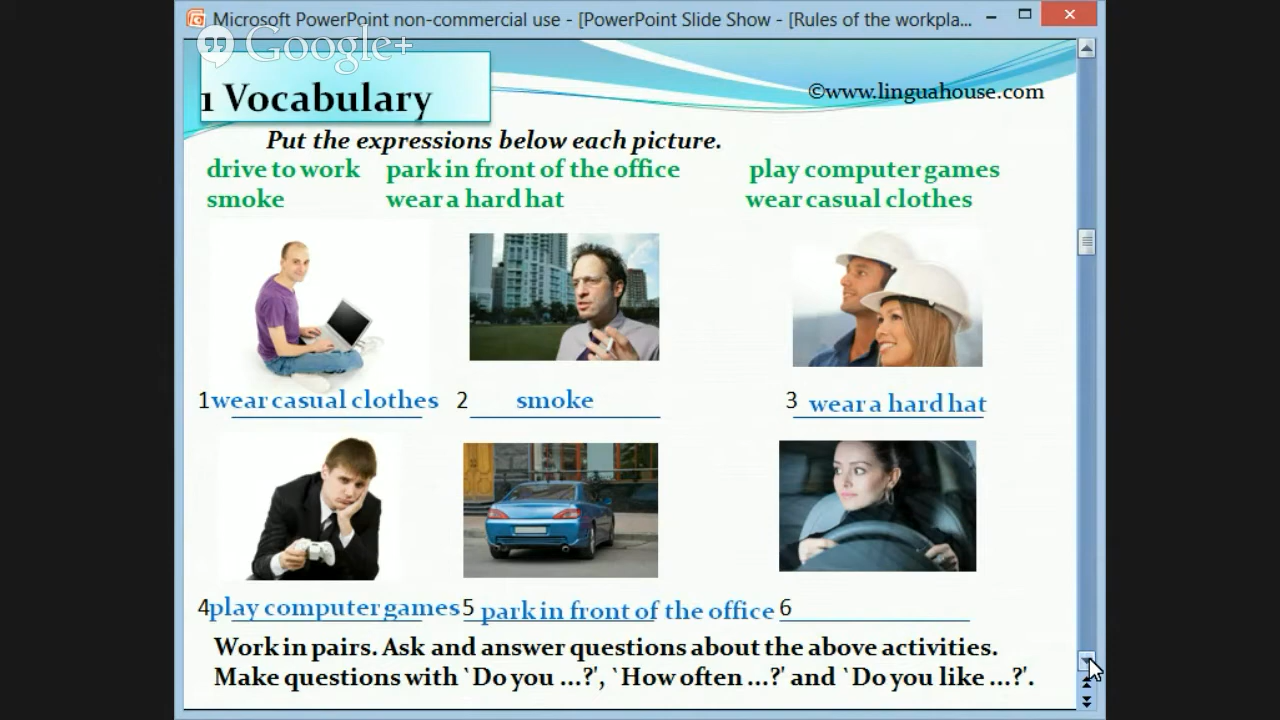 Microsoft PowerPoint non-commercial use - [PowerPoint Slide Show - [Rules of the workpla...
Google+
©www.linguahouse.com
1 Vocabulary
Put the expressions below each picture.
drive to work park in front of the office play computer games
smoke wear a hard hat wear casual clothes
1 wear casual clothes 2 smoke 3 wear a hard hat
4 play computer games 5 park in front of the office 6
Work in pairs. Ask and answer questions about the above activities.
Make questions with `Do you ...?', `How often ...?' and `Do you like ...?'.